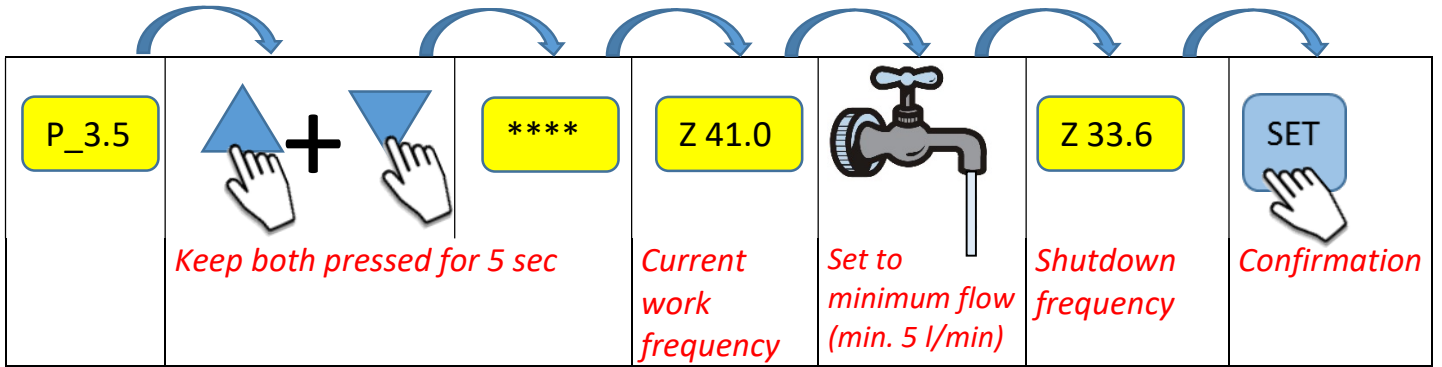 P_3.5
+
****
Z 41.0
Z 33.6
SET
Keep both pressed for 5 sec
Current
work
frequency
Set to
minimum flow
(min. 5 l/min)
Shutdown
frequency
Confirmation